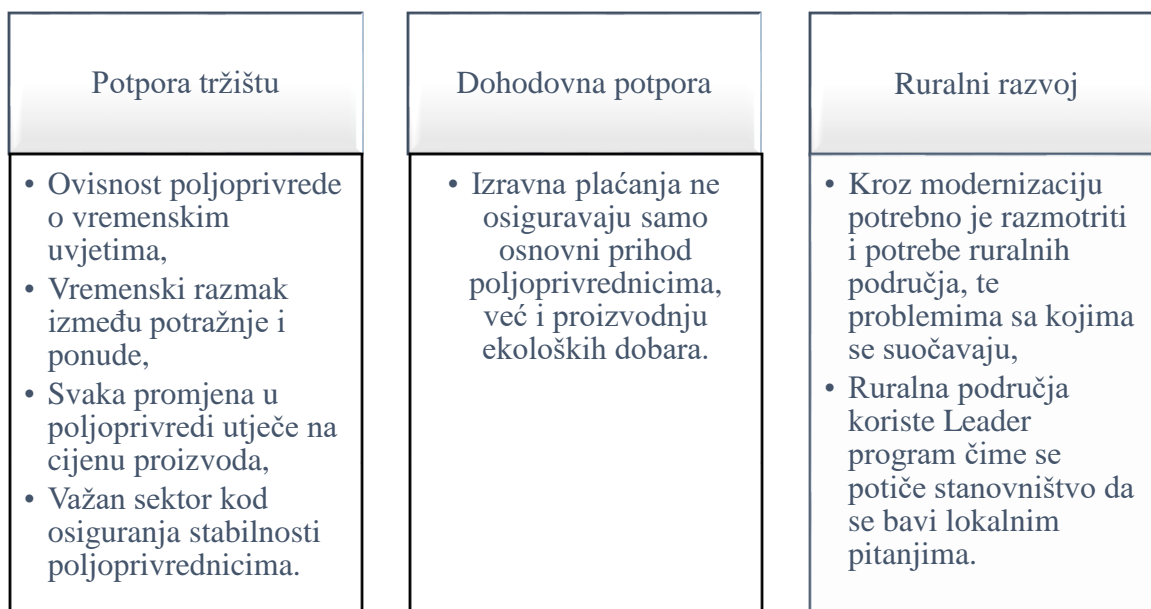 Potpora tržištu
• Ovisnost poljoprivrede
o vremenskim
uvjetima,
• Vremenski razmak
između potražnje i
ponude,
• Svaka promjena u
poljoprivredi utječe na
cijenu proizvoda,
• Važan sektor kod
osiguranja stabilnosti
poljoprivrednicima.
Dohodovna potpora
• Izravna plaćanja ne
osiguravaju samo
osnovni prihod
poljoprivrednicima,
već i proizvodnju
ekoloških dobara.
Ruralni razvoj
• Kroz modernizaciju
potrebno je razmotriti
i potrebe ruralnih
područja, te
problemima sa kojima
se suočavaju,
• Ruralna područja
koriste Leader
program čime se
potiče stanovništvo da
se bavi lokalnim
pitanjima.